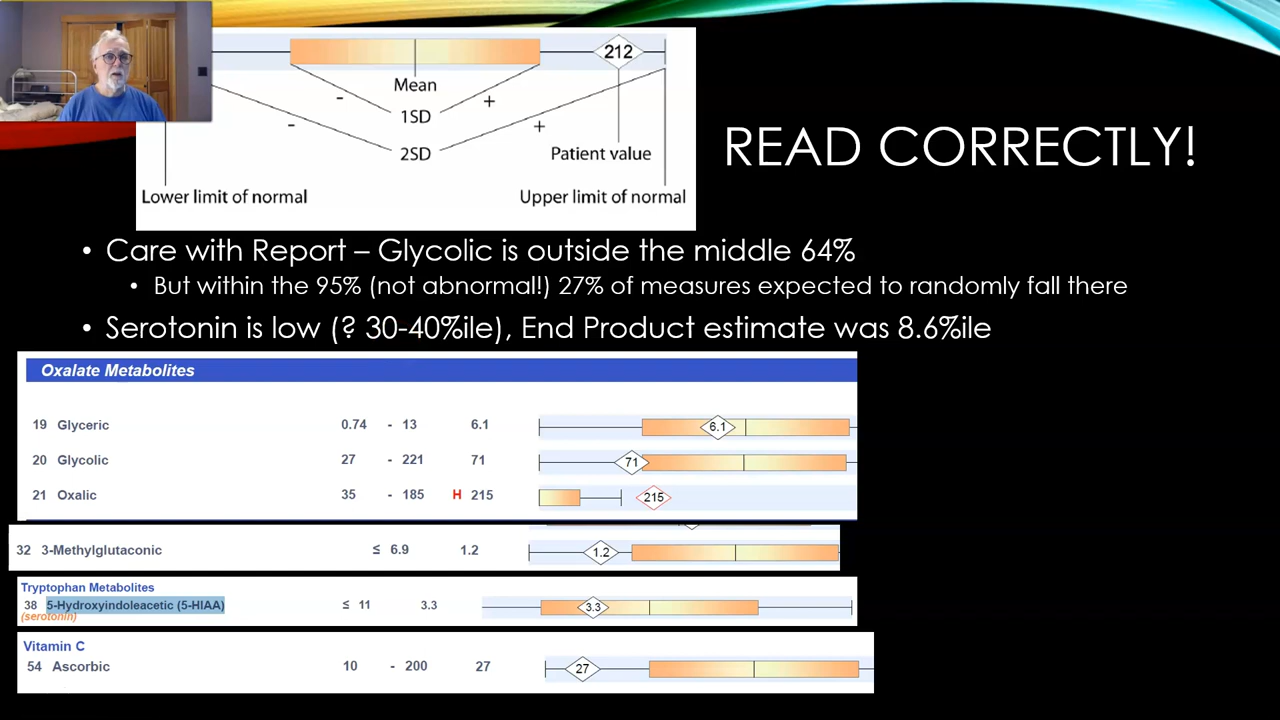 212
Mean
-
1SD
+
-
2SD
+
Patient value
Lower limit of normal
Upper limit of normal
READ CORRECTLY!
• Care with Report – Glycolic is outside the middle 64%
• But within the 95% (not abnormal!) 27% of measures expected to randomly fall there
• Serotonin is low (? 30-40%ile), End Product estimate was 8.6%ile
Oxalate Metabolites
19 Glyceric 0.74 - 13 6.1 6.1
20 Glycolic 27 - 221 71 71
21 Oxalic 35 - 185 H 215 215
32 3-Methylglutaconic ≤ 6.9 1.2 1.2
Tryptophan Metabolites
38 5-Hydroxyindoleacetic (5-HIAA) ≤ 11 3.3 3.3
(serotonin)
Vitamin C
54 Ascorbic 10 - 200 27 27